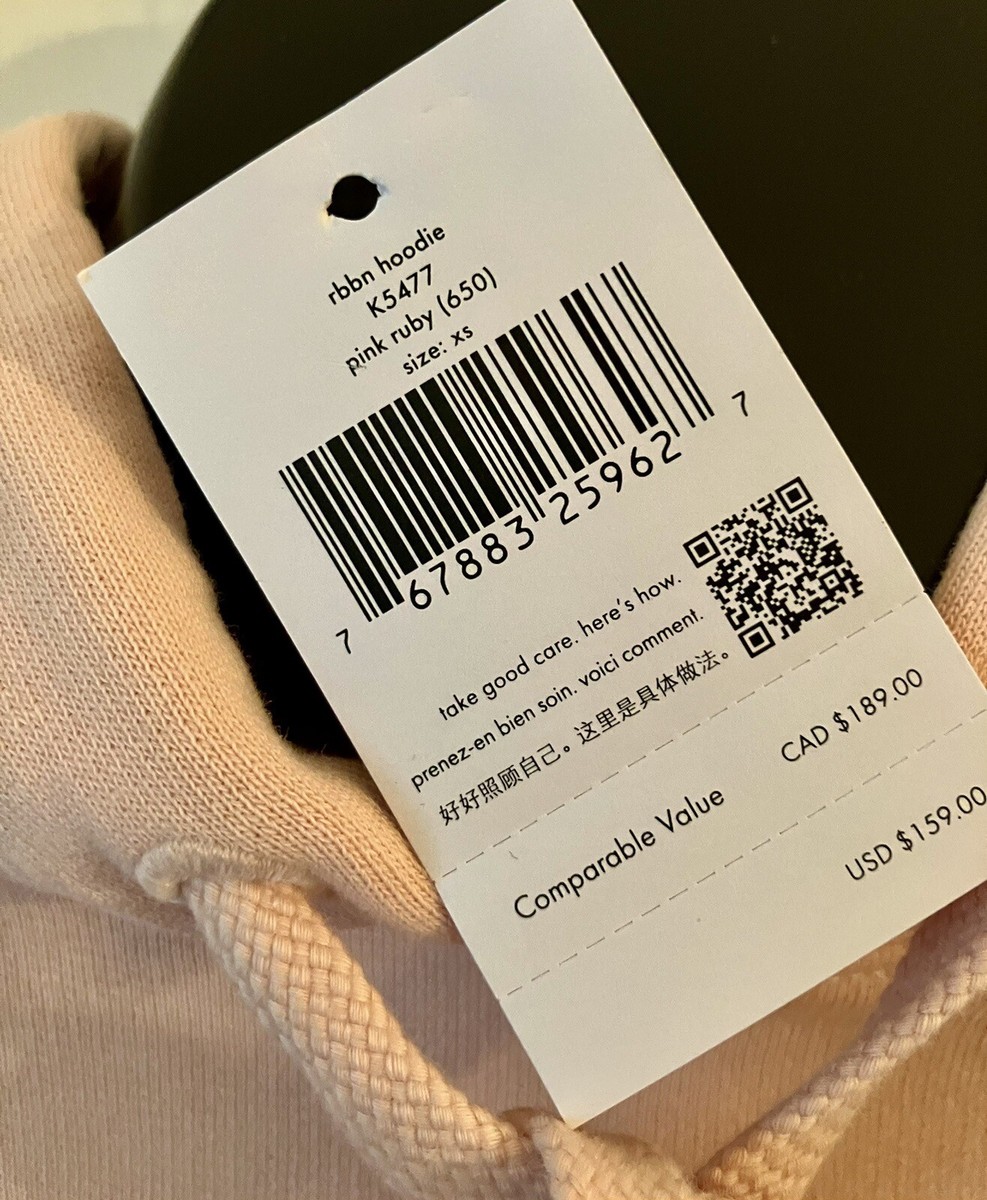 rbbn hoodie
K5477
pink ruby (650)
size: xs
7 67883 25962 7
take good care. here's how.
prenez-en bien soin. voici comment.
好好照顾自己。这里是具体做法。
CAD $189.00
Comparable Value
USD $159.00